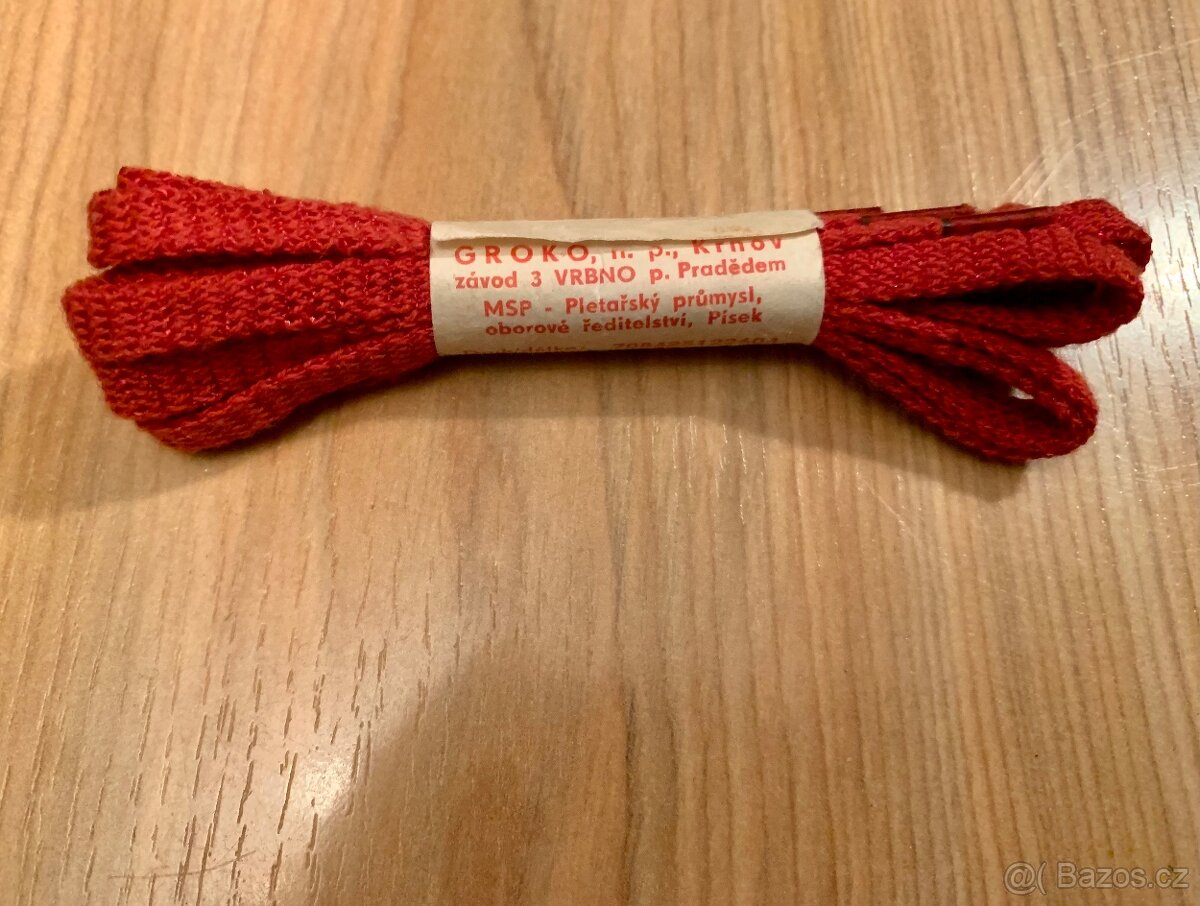 GROKO, n. p., Krnov
závod 3 VRBNO p. Pradědem
MSP - Pletařský průmysl,
oborové ředitelství, Písek
@( Bazos.cz